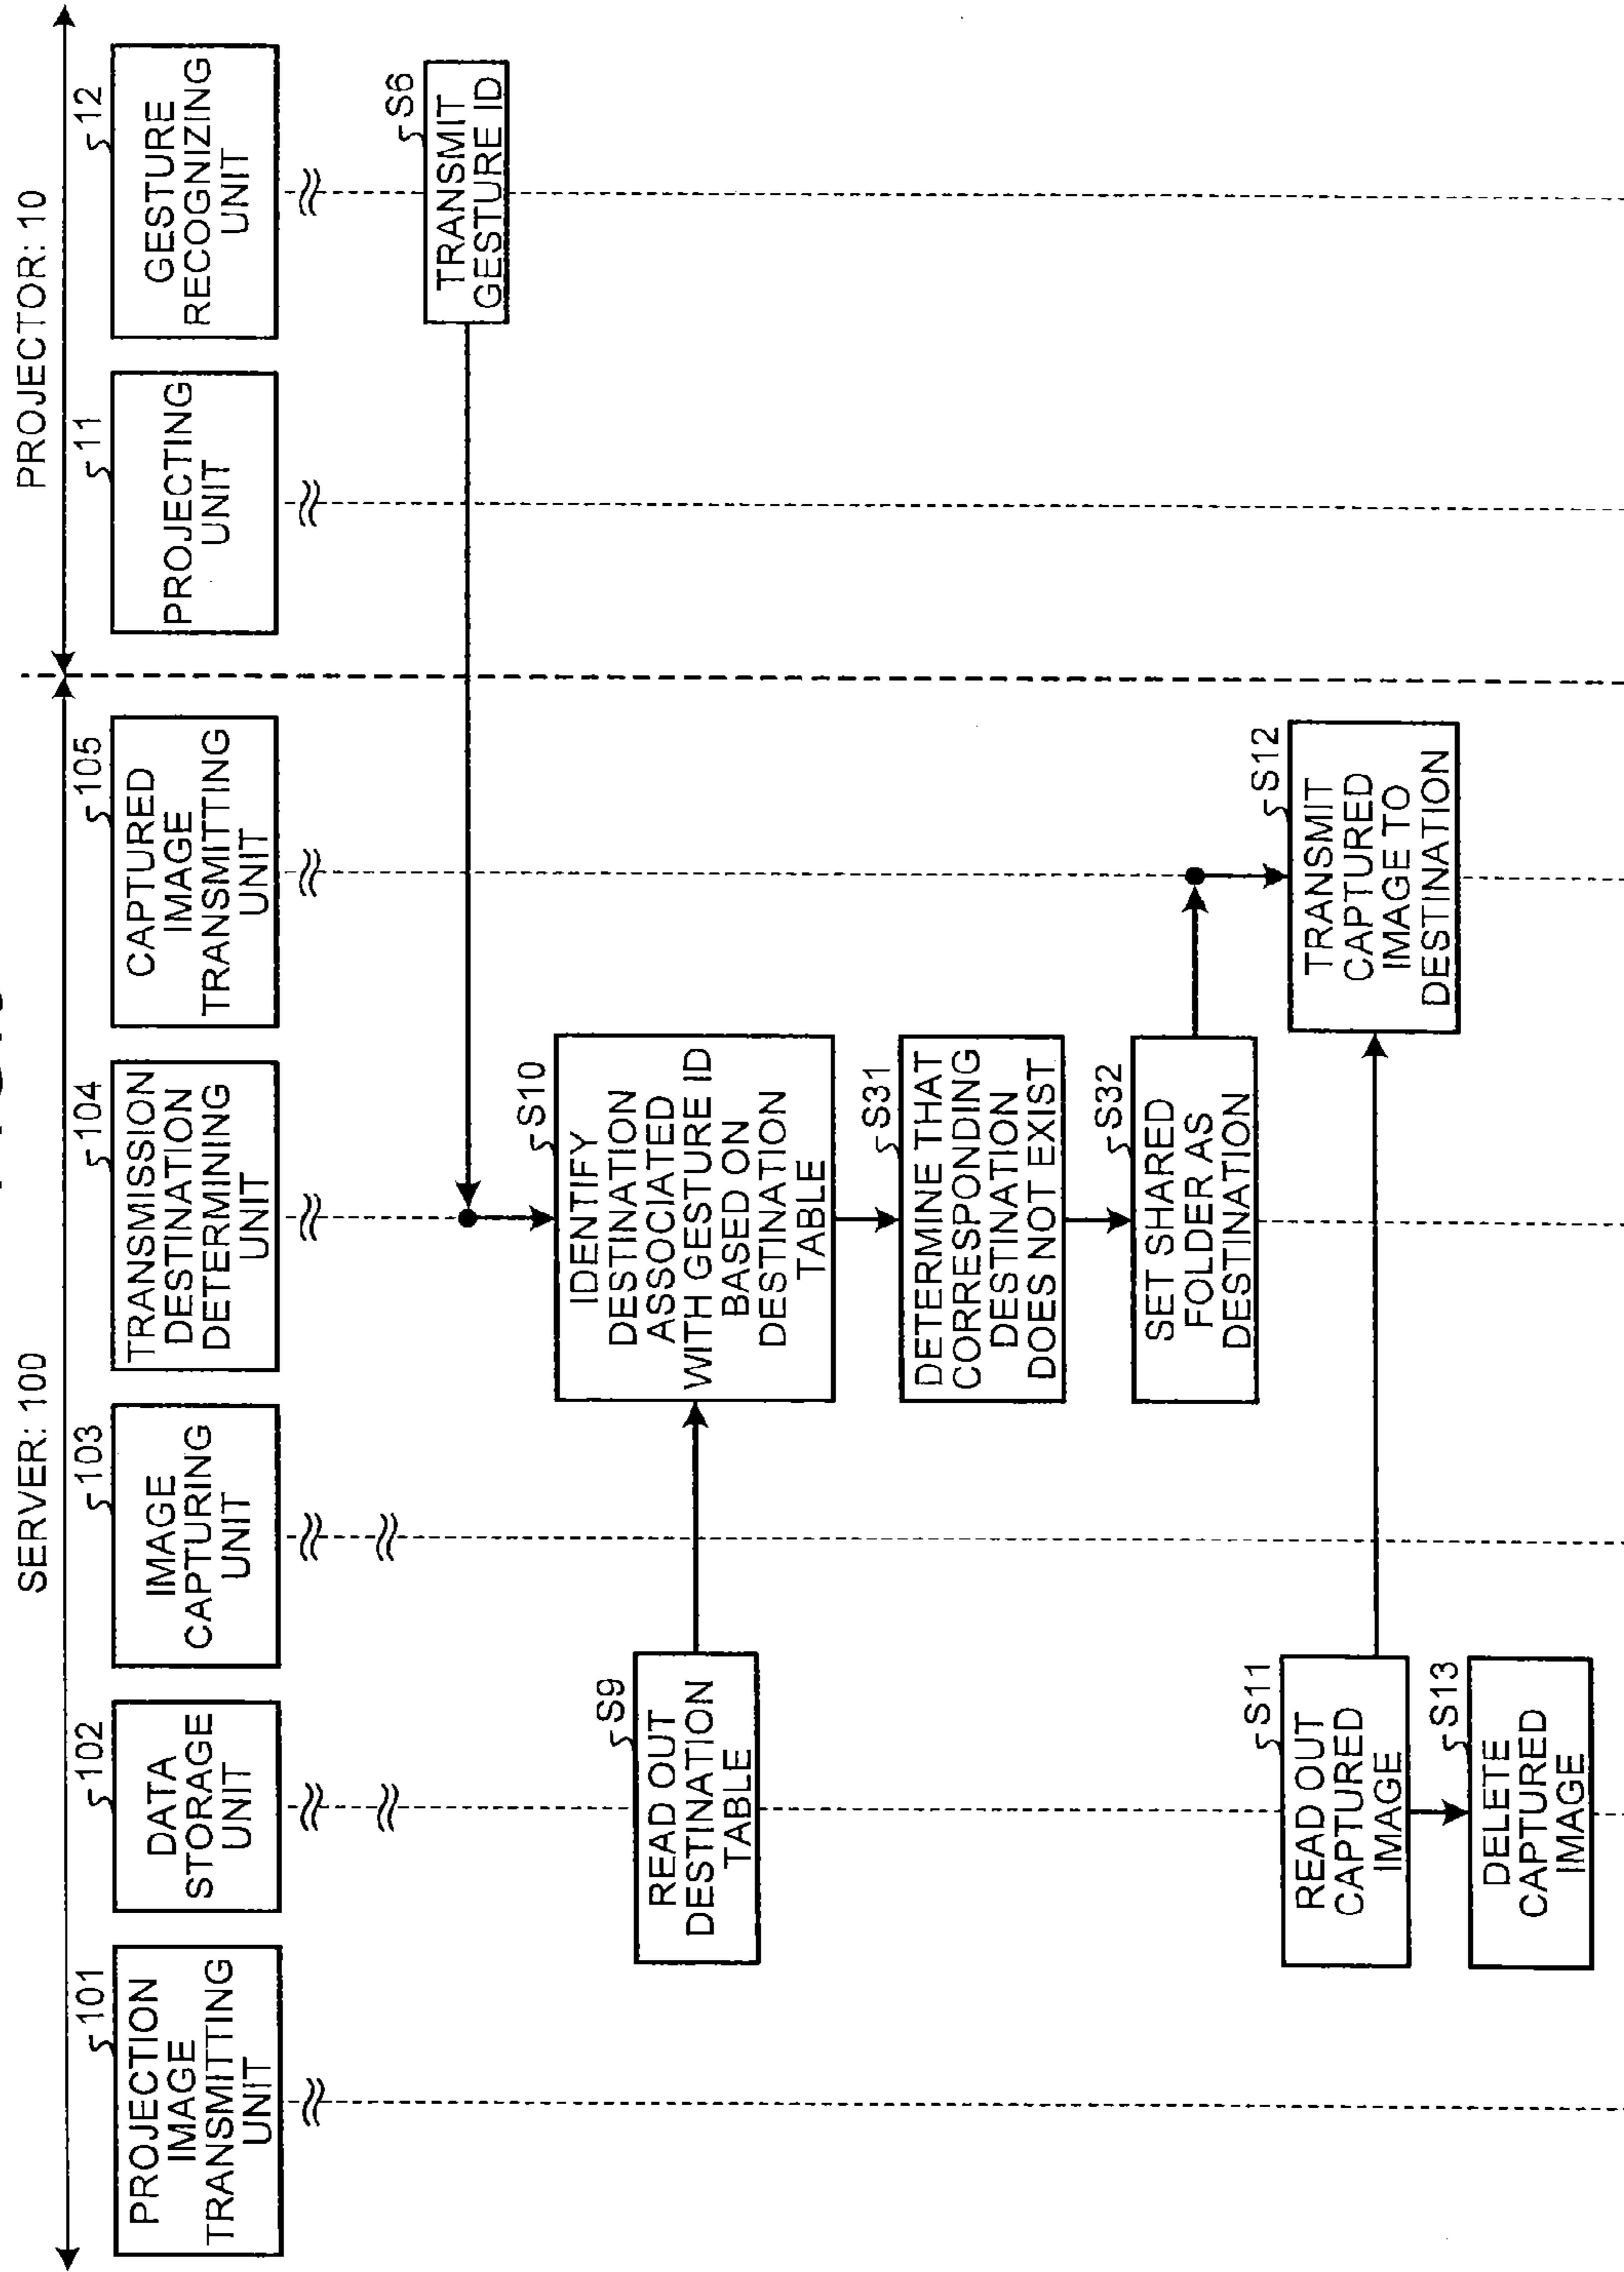 SERVER: 100
PROJECTOR: 10
101
PROJECTION
IMAGE
TRANSMITTING
UNIT
102
DATA
STORAGE
UNIT
103
IMAGE
CAPTURING
UNIT
104
TRANSMISSION
DESTINATION
DETERMINING
UNIT
105
CAPTURED
IMAGE
TRANSMITTING
UNIT
11
PROJECTING
UNIT
12
GESTURE
RECOGNIZING
UNIT
S6
TRANSMIT
GESTURE ID
S9
READ OUT
DESTINATION
TABLE
S10
IDENTIFY
DESTINATION
ASSOCIATED
WITH GESTURE ID
BASED ON
DESTINATION
TABLE
S31
DETERMINE THAT
CORRESPONDING
DESTINATION
DOES NOT EXIST
S32
SET SHARED
FOLDER AS
DESTINATION
S11
READ OUT
CAPTURED
IMAGE
S12
TRANSMIT
CAPTURED
IMAGE TO
DESTINATION
S13
DELETE
CAPTURED
IMAGE